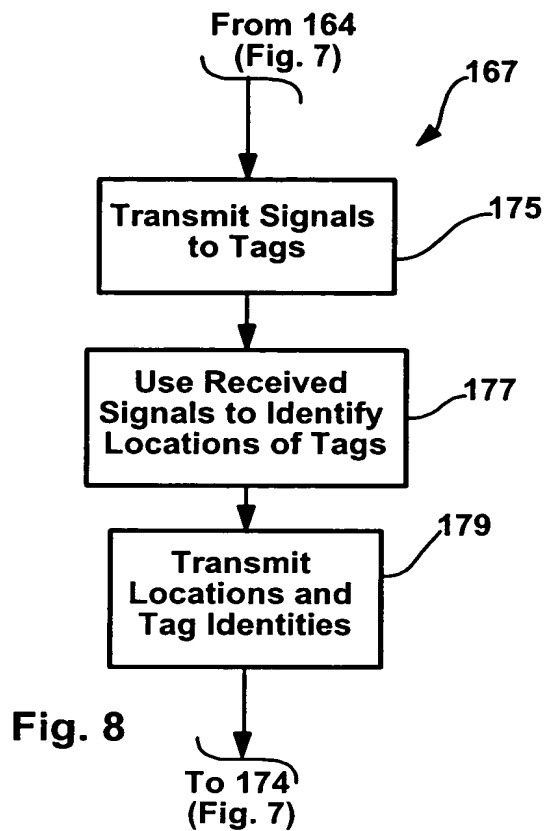 From 164
(Fig. 7)
167
Transmit Signals
to Tags
175
Use Received
Signals to Identify
Locations of Tags
177
179
Transmit
Locations and
Tag Identities
Fig. 8
To 174
(Fig. 7)